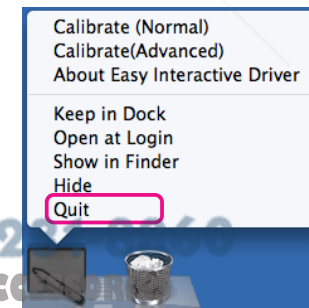 Calibrate (Normal)
Calibrate(Advanced)
About Easy Interactive Driver
Keep in Dock
Open at Login
Show in Finder
Hide
Quit